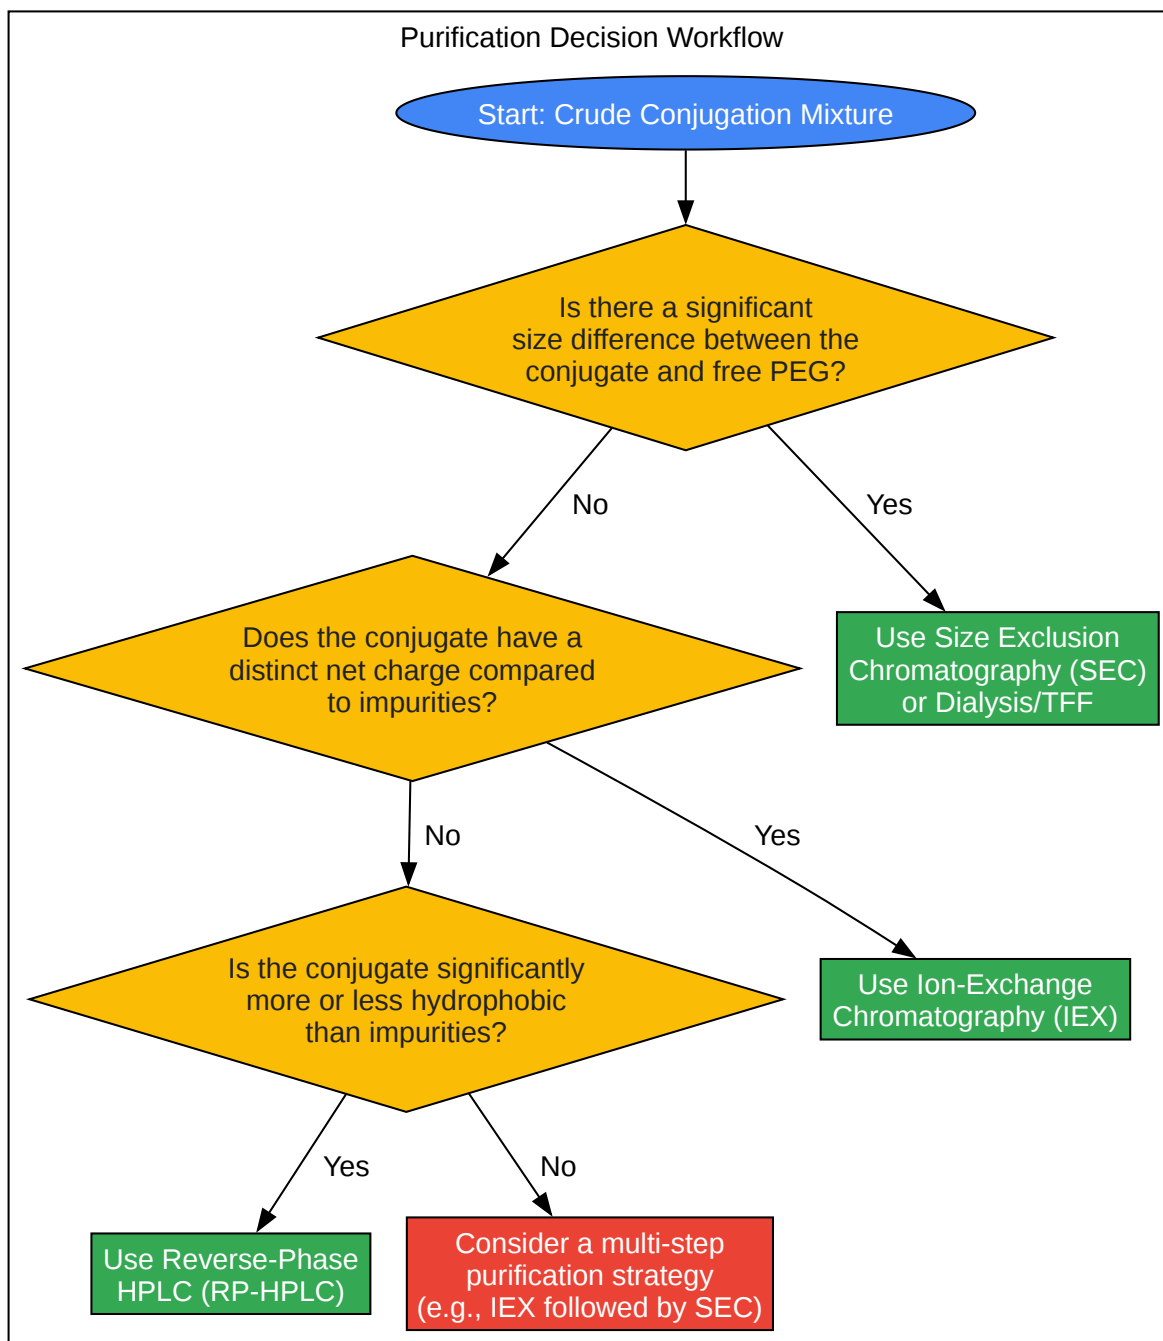 Purification Decision Workflow
Start: Crude Conjugation Mixture
Is there a significant
size difference between the
conjugate and free PEG?
No
Yes
Does the conjugate have a
distinct net charge compared
to impurities?
Use Size Exclusion
Chromatography (SEC)
or Dialysis/TFF
No
Yes
Is the conjugate significantly
more or less hydrophobic
than impurities?
Use Ion-Exchange
Chromatography (IEX)
Yes
No
Use Reverse-Phase
HPLC (RP-HPLC)
Consider a multi-step
purification strategy
(e.g., IEX followed by SEC)